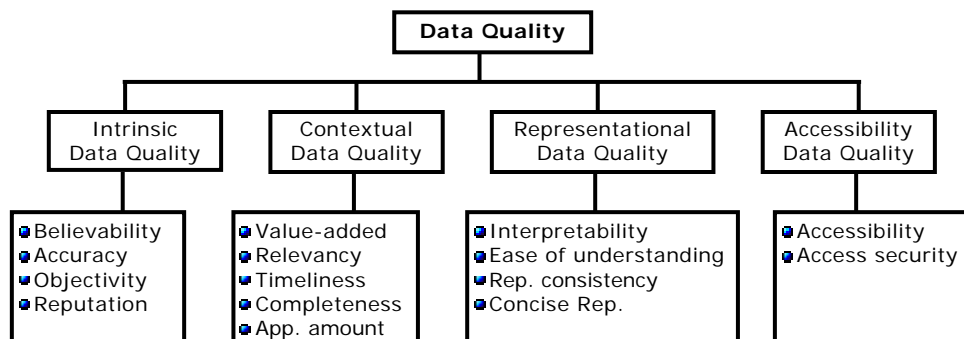 Data Quality
Intrinsic
Data Quality
Contextual
Data Quality
Representational
Data Quality
Accessibility
Data Quality
Believability
Accuracy
Objectivity
Reputation
Value-added
Relevancy
Timeliness
Completeness
App. amount
Interpretability
Ease of understanding
Rep. consistency
Concise Rep.
Accessibility
Access security